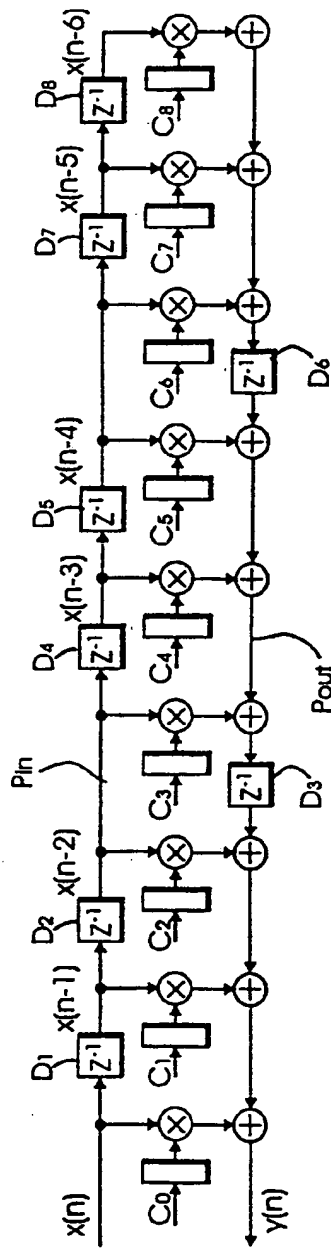 D1 D2 D4 D5 D7 D8
x(n) Z-1 x(n-1) Z-1 x(n-2) Pin Z-1 x(n-3) Z-1 x(n-4) Z-1 x(n-5) Z-1 x(n-6)
C0 C1 C2 C3 C4 C5 C6 C7 C8
y(n) Z-1 Z-1
D3 Pout D6